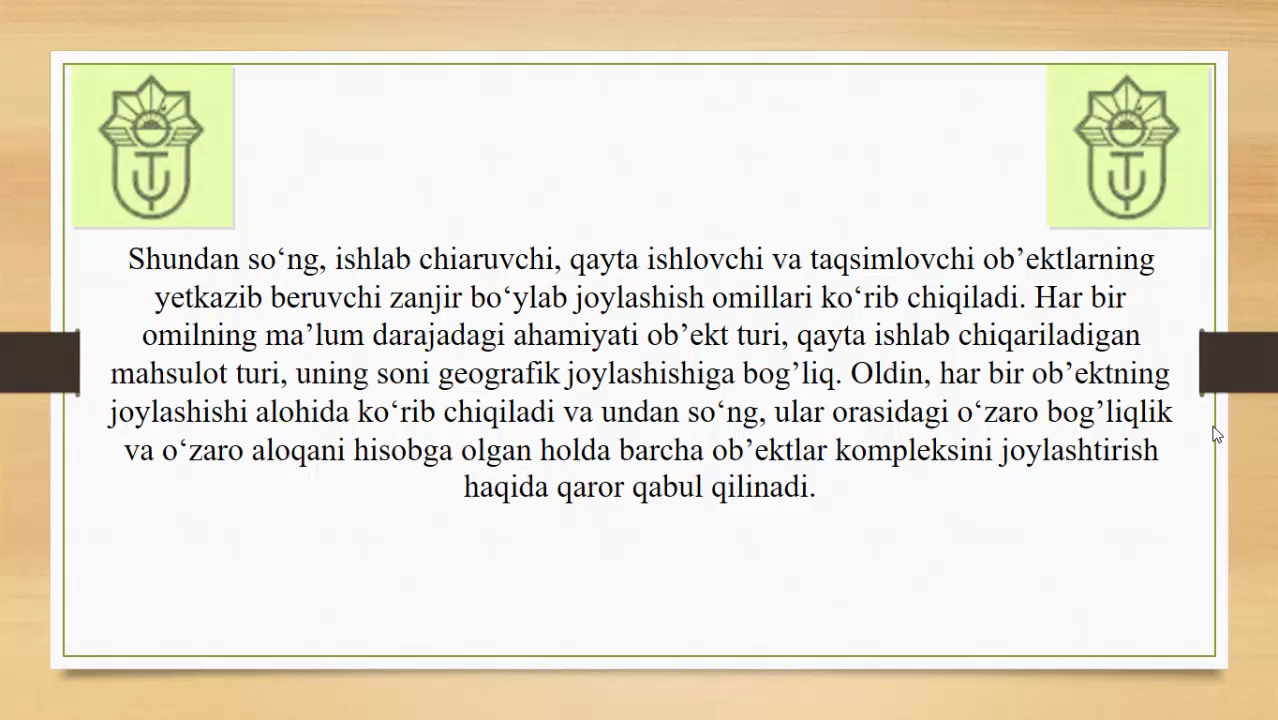 Shundan so‘ng, ishlab chiaruvchi, qayta ishlovchi va taqsimlovchi ob’ektlarning
yetkazib beruvchi zanjir bo‘ylab joylashish omillari ko‘rib chiqiladi. Har bir
omilning ma’lum darajadagi ahamiyati ob’ekt turi, qayta ishlab chiqariladigan
mahsulot turi, uning soni geografik joylashishiga bog’liq. Oldin, har bir ob’ektning
joylashishi alohida ko‘rib chiqiladi va undan so‘ng, ular orasidagi o‘zaro bog’liqlik
va o‘zaro aloqani hisobga olgan holda barcha ob’ektlar kompleksini joylashtirish
haqida qaror qabul qilinadi.